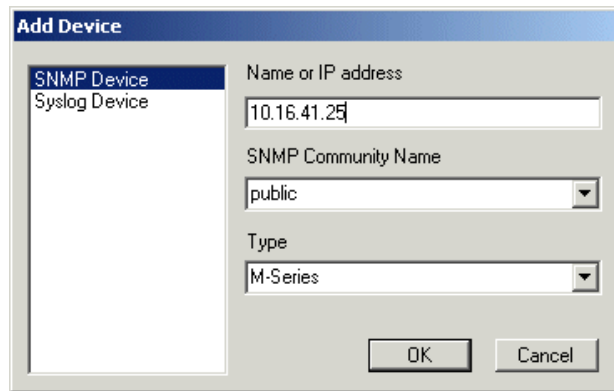 Add Device
SNMP Device
Syslog Device
Name or IP address
10.16.41.25
SNMP Community Name
public
Type
M-Series
OK
Cancel